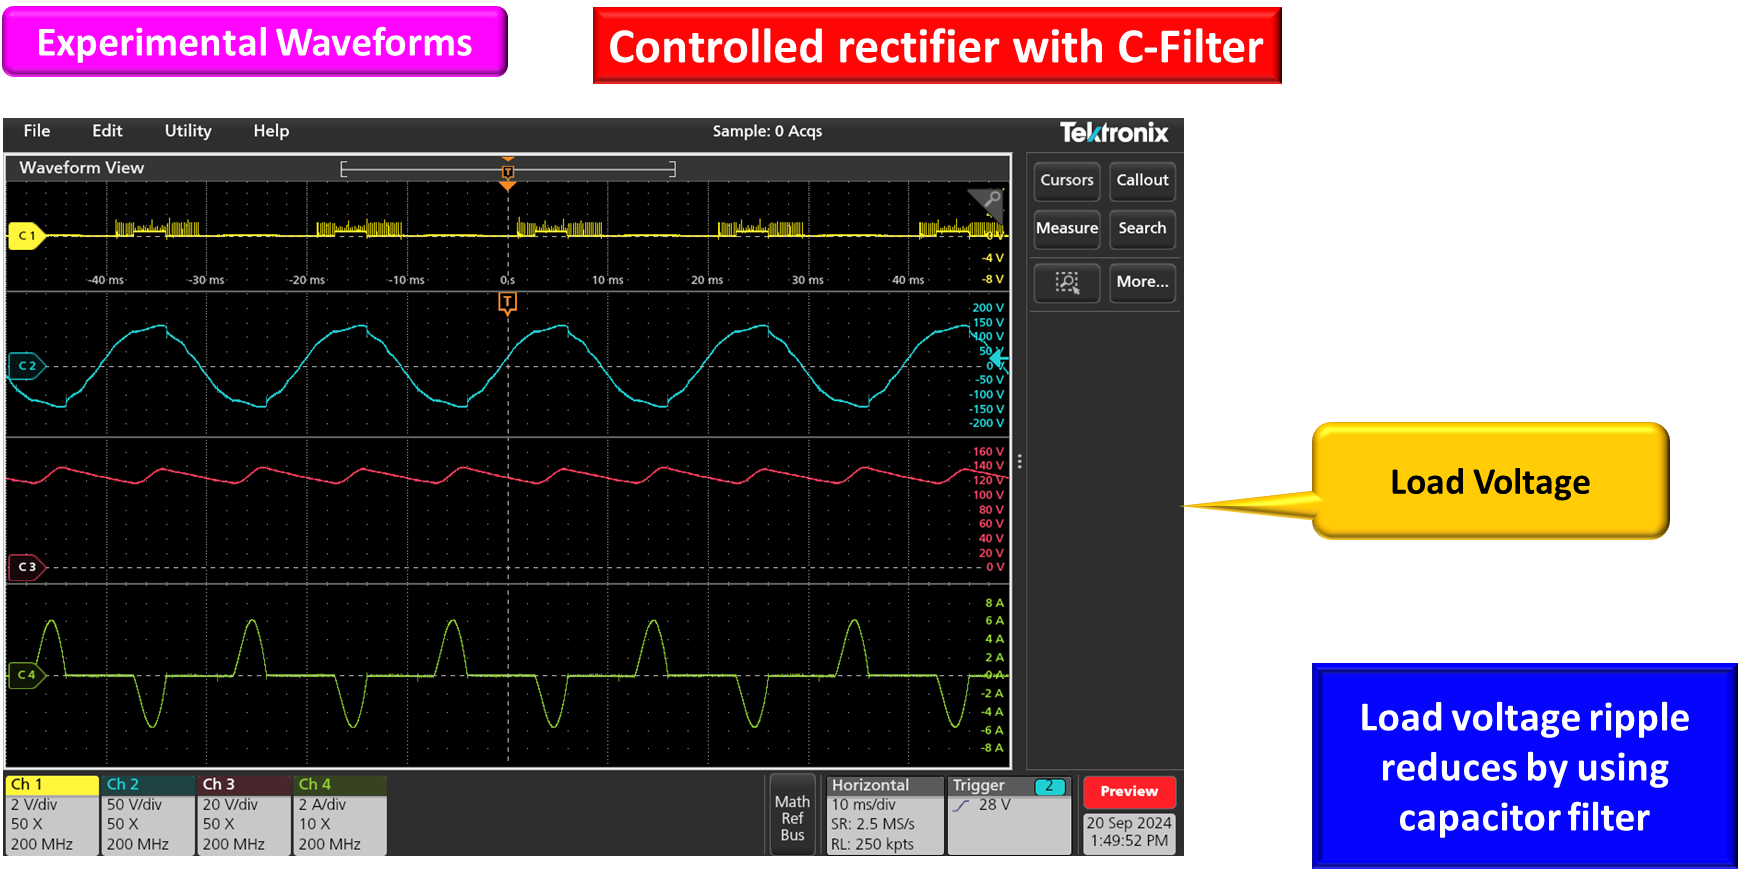 Experimental Waveforms
Controlled rectifier with C-Filter
File Edit Utility Help
Sample: 0 Acqs
Tektronix
Waveform View
T
Cursors
Callout
Measure
Search
More...
C 1
0 V
-4 V
-8 V
-40 ms -30 ms -20 ms -10 ms 0 s 10 ms 20 ms 30 ms 40 ms
T
C 2
200 V
150 V
100 V
50 V
0 V
-50 V
-100 V
-150 V
-200 V
C 3
160 V
140 V
120 V
100 V
80 V
60 V
40 V
20 V
0 V
C 4
8 A
6 A
4 A
2 A
0 A
-2 A
-4 A
-6 A
-8 A
Load Voltage
Load voltage ripple
reduces by using
capacitor filter
Ch 1
2 V/div
50 X
200 MHz
Ch 2
50 V/div
50 X
200 MHz
Ch 3
20 V/div
50 X
200 MHz
Ch 4
2 A/div
10 X
200 MHz
Math
Ref
Bus
Horizontal
10 ms/div
SR: 2.5 MS/s
RL: 250 kpts
Trigger 2
28 V
Preview
20 Sep 2024
1:49:52 PM